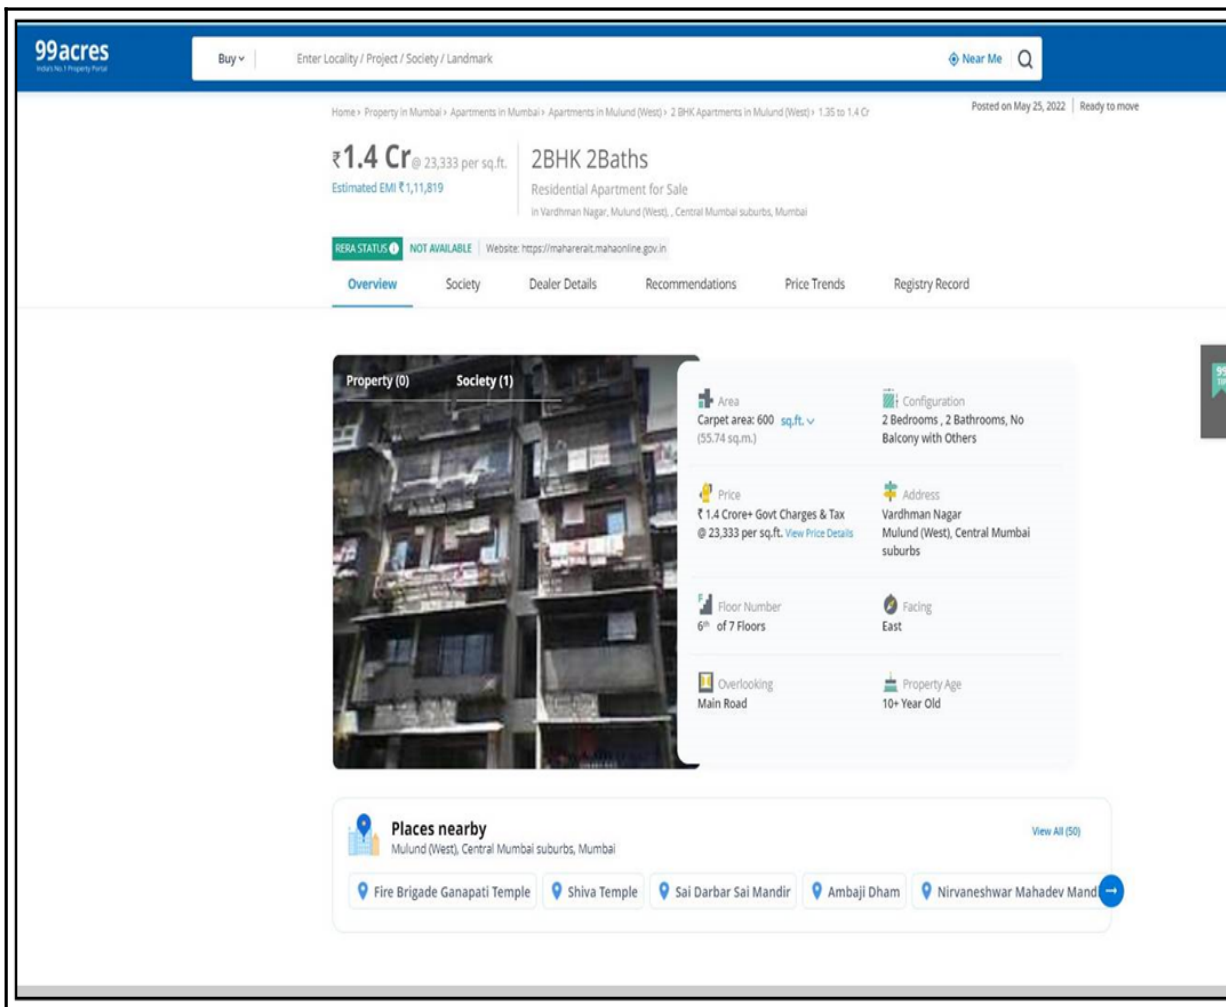 99acres
India's No.1 Property Portal
Buy
Enter Locality / Project / Society / Landmark
Near Me
Home › Property in Mumbai › Apartments in Mumbai › Apartments in Mulund (West) › 2 BHK Apartments in Mulund (West) › 1.35 to 1.4 Cr
Posted on May 25, 2022 | Ready to move
₹1.4 Cr @ 23,333 per sq.ft.
Estimated EMI ₹1,11,819
2BHK 2Baths
Residential Apartment for Sale
in Vardhman Nagar, Mulund (West), , Central Mumbai suburbs, Mumbai
RERA STATUS NOT AVAILABLE Website: https://maharerait.mahaonline.gov.in
Overview Society Dealer Details Recommendations Price Trends Registry Record
Property (0) Society (1)
Area
Carpet area: 600 sq.ft.
(55.74 sq.m.)
Configuration
2 Bedrooms , 2 Bathrooms, No
Balcony with Others
Price
₹ 1.4 Crore+ Govt Charges & Tax
@ 23,333 per sq.ft. View Price Details
Address
Vardhman Nagar
Mulund (West), Central Mumbai
suburbs
Floor Number
6th of 7 Floors
Facing
East
Overlooking
Main Road
Property Age
10+ Year Old
99
Places nearby
Mulund (West), Central Mumbai suburbs, Mumbai
View All (50)
Fire Brigade Ganapati Temple
Shiva Temple
Sai Darbar Sai Mandir
Ambaji Dham
Nirvaneshwar Mahadev Mand